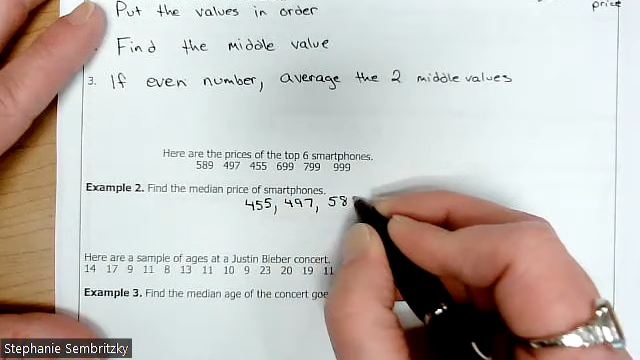 Put the values in order
price
Find the middle value
3. If even number, average the 2 middle values
Here are the prices of the top 6 smartphones.
589 497 455 699 799 999
Example 2. Find the median price of smartphones.
455, 497, 58
Here are a sample of ages at a Justin Bieber concert.
14 17 9 11 8 13 11 10 9 23 20 19 11
Example 3. Find the median age of the concert goe
Stephanie Sembritzky